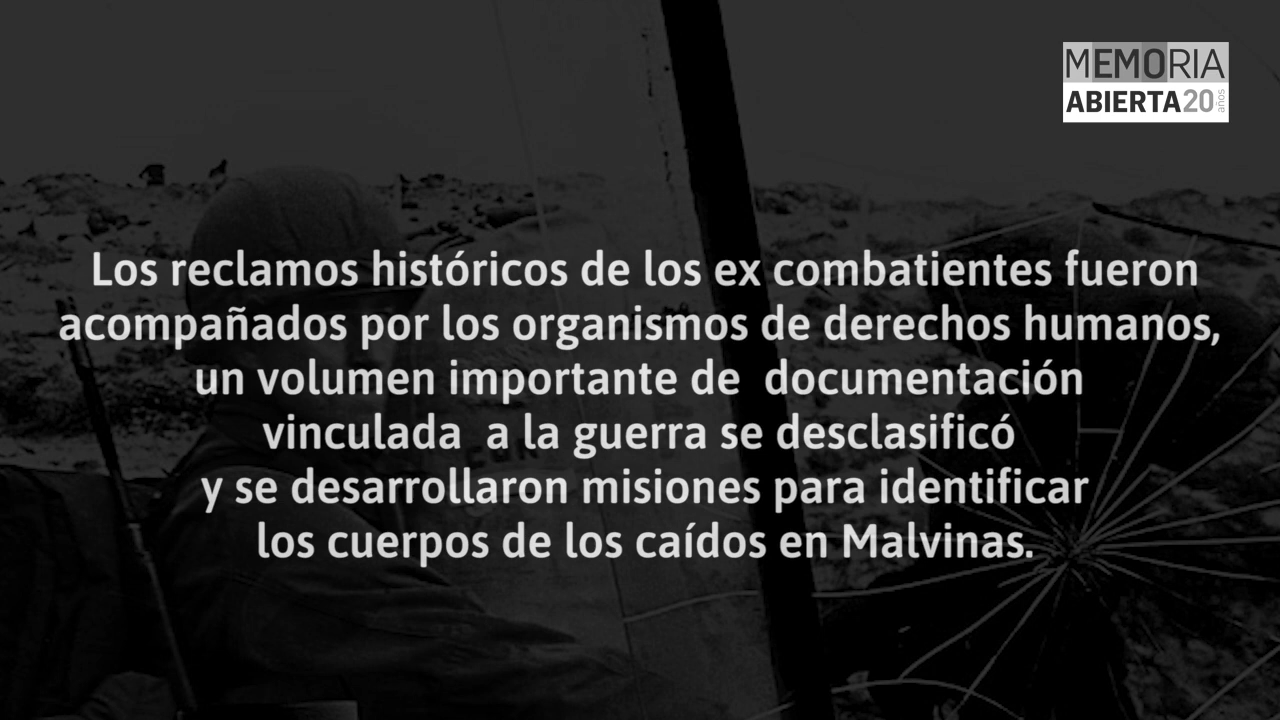 MEMORIA
ABIERTA 20 años
Los reclamos históricos de los ex combatientes fueron
acompañados por los organismos de derechos humanos,
un volumen importante de documentación
vinculada a la guerra se desclasificó
y se desarrollaron misiones para identificar
los cuerpos de los caídos en Malvinas.